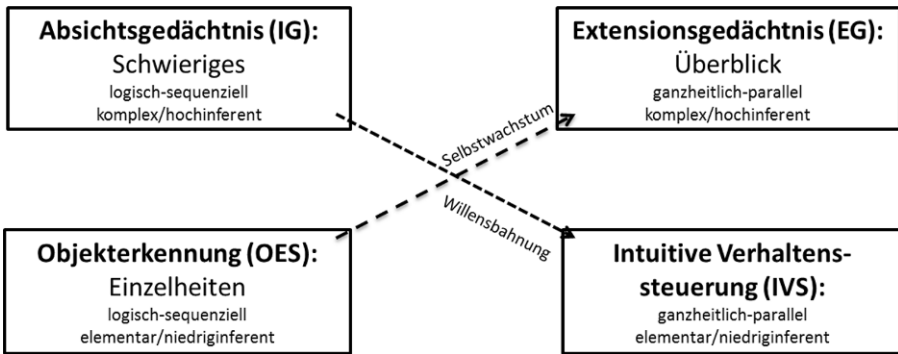 Absichtsgedächtnis (IG):
Schwieriges
logisch-sequenziell
komplex/hochinferent
Extensionsgedächtnis (EG):
Überblick
ganzheitlich-parallel
komplex/hochinferent
Selbstwachstum
Willensbahnung
Objekterkennung (OES):
Einzelheiten
logisch-sequenziell
elementar/niedriginferent
Intuitive Verhaltens-
steuerung (IVS):
ganzheitlich-parallel
elementar/niedriginferent